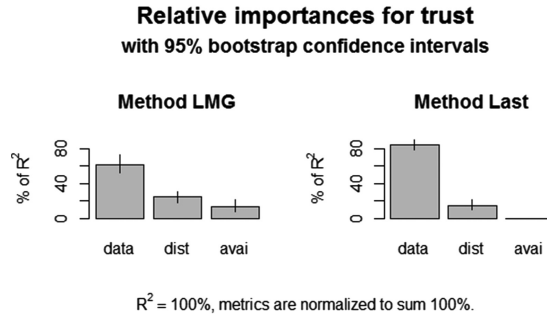 Relative importances for trust
with 95% bootstrap confidence intervals
Method LMG
% of R²
0 40 80
data dist avai
Method Last
% of R²
0 40 80
data dist avai
R² = 100%, metrics are normalized to sum 100%.